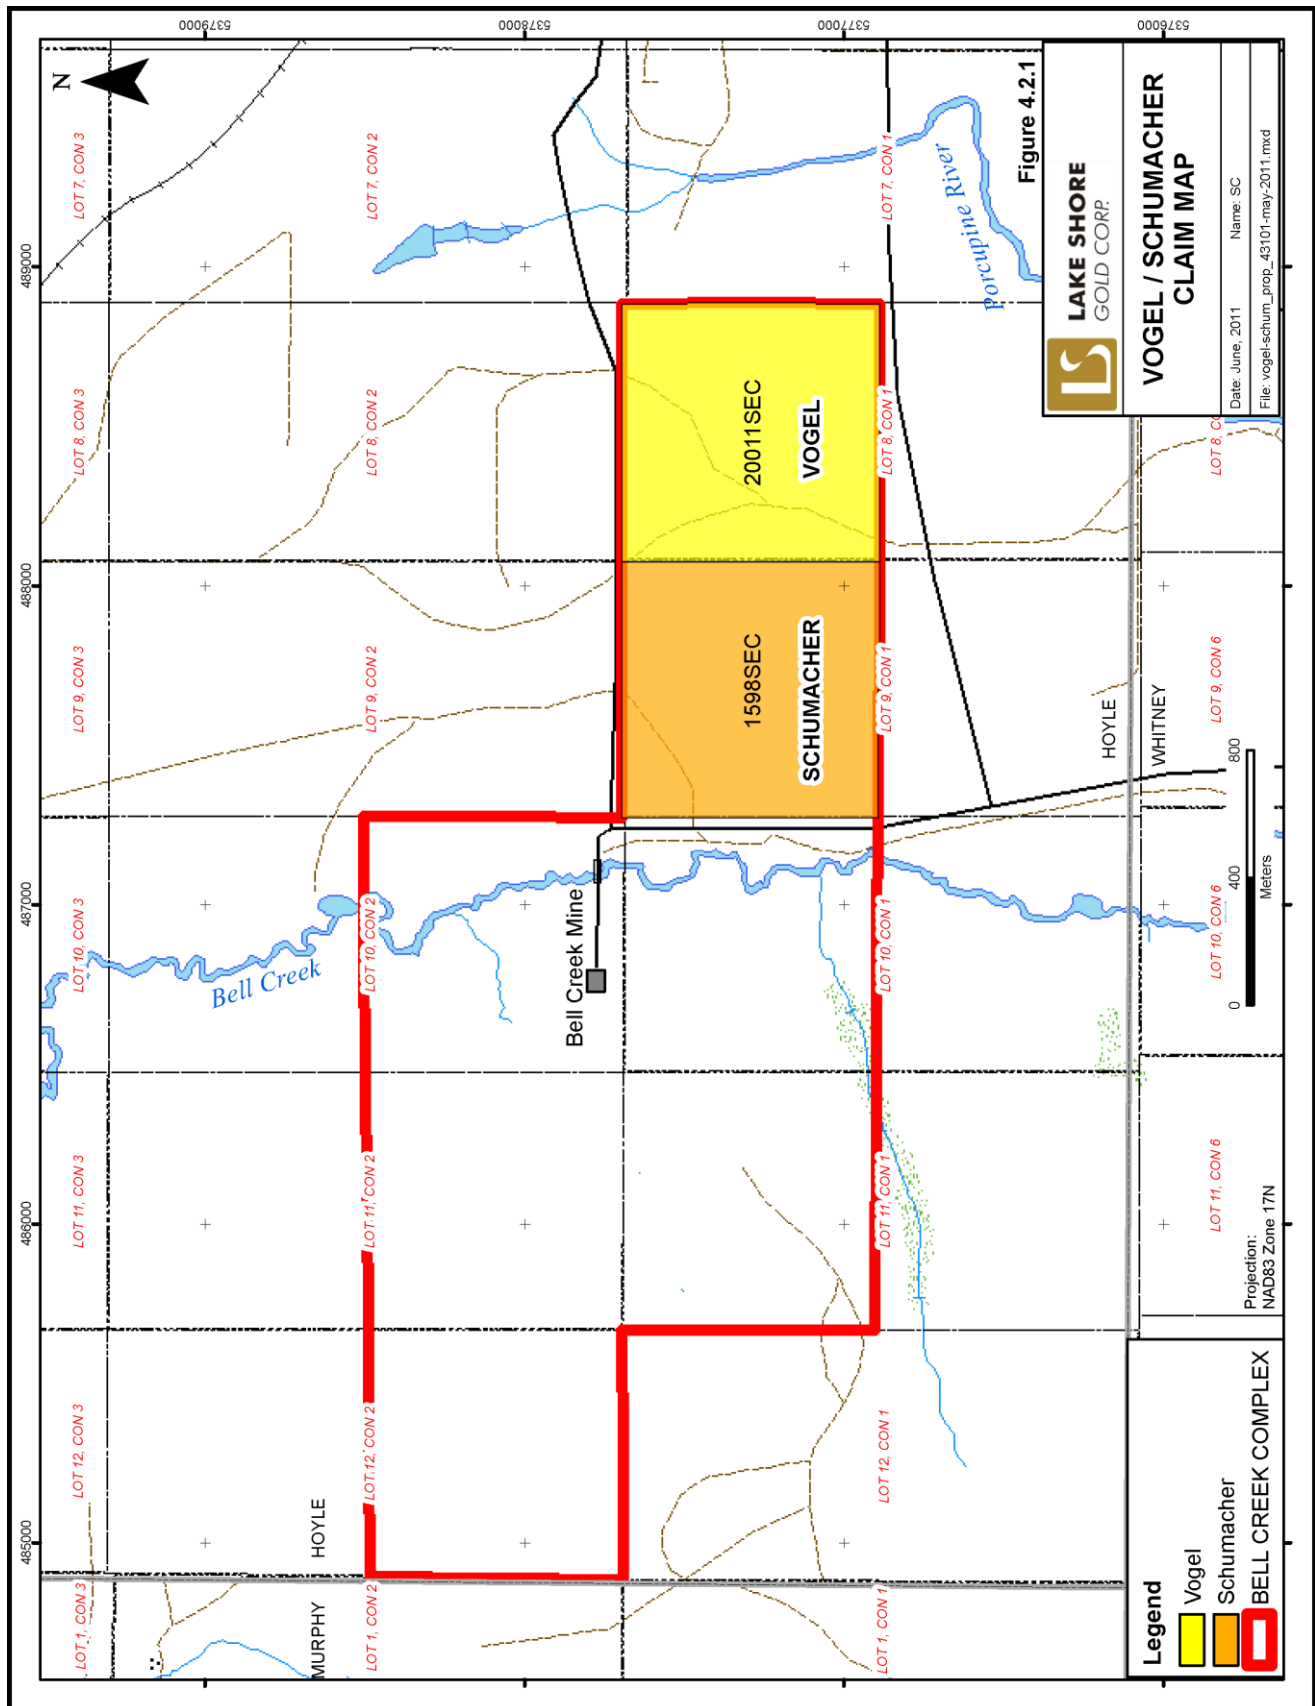 485000
486000
487000
488000
489000
5379000
5378000
5377000
5376000
N
LOT 1, CON 3
LOT 12, CON 3
LOT 11, CON 3
LOT 10, CON 3
LOT 9, CON 3
LOT 8, CON 3
LOT 7, CON 3
Bell Creek
MURPHY
HOYLE
LOT 1, CON 2
LOT 12, CON 2
LOT 11, CON 2
LOT 10, CON 2
LOT 9, CON 2
LOT 8, CON 2
LOT 7, CON 2
Bell Creek Mine
1598SEC
SCHUMACHER
20011SEC
VOGEL
LOT 1, CON 1
LOT 12, CON 1
LOT 11, CON 1
LOT 10, CON 1
LOT 9, CON 1
LOT 8, CON 1
LOT 7, CON 1
Porcupine River
HOYLE
WHITNEY
LOT 11, CON 6
LOT 10, CON 6
LOT 9, CON 6
LOT 8, CO
0
400
800
Meters
Projection:
NAD83 Zone 17N
Legend
Vogel
Schumacher
BELL CREEK COMPLEX
Figure 4.2.1
LS
LAKE SHORE
GOLD CORP.
VOGEL / SCHUMACHER
CLAIM MAP
Date: June, 2011
Name: SC
File: vogel-schum_prop_43101-may-2011.mxd